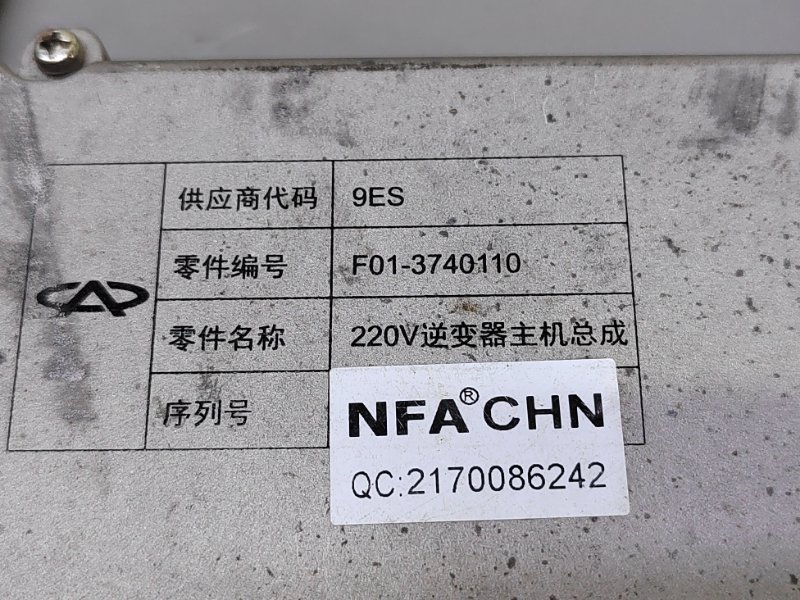 供应商代码 9ES
零件编号 F01-3740110
零件名称 220V逆变器主机总成
序列号
NFA® CHN
QC:2170086242